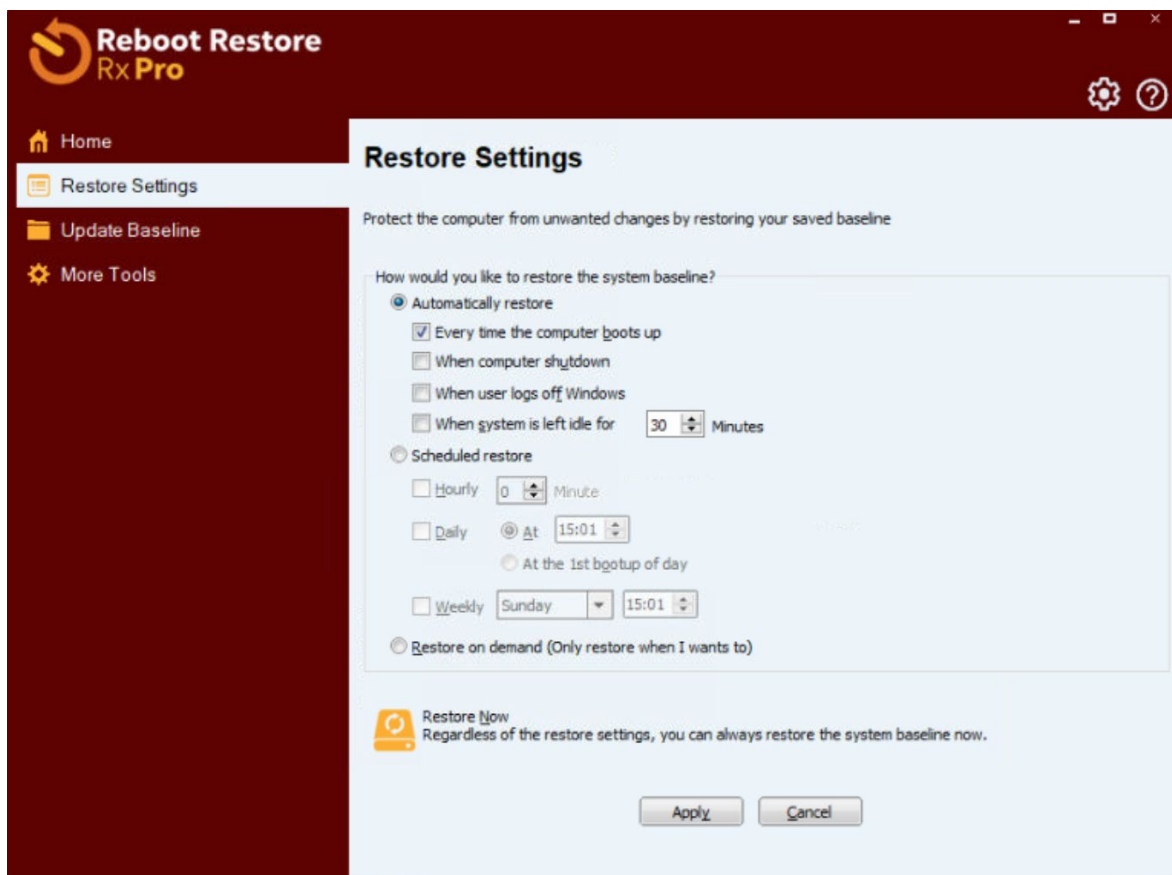 Reboot Restore
Rx Pro
Home
Restore Settings
Update Baseline
More Tools
Restore Settings
Protect the computer from unwanted changes by restoring your saved baseline
How would you like to restore the system baseline?
Automatically restore
Every time the computer boots up
When computer shutdown
When user logs off Windows
When system is left idle for 30 Minutes
Scheduled restore
Hourly 0 Minute
Daily At 15:01
At the 1st bootup of day
Weekly Sunday 15:01
Restore on demand (Only restore when I wants to)
Restore Now
Regardless of the restore settings, you can always restore the system baseline now.
Apply Cancel